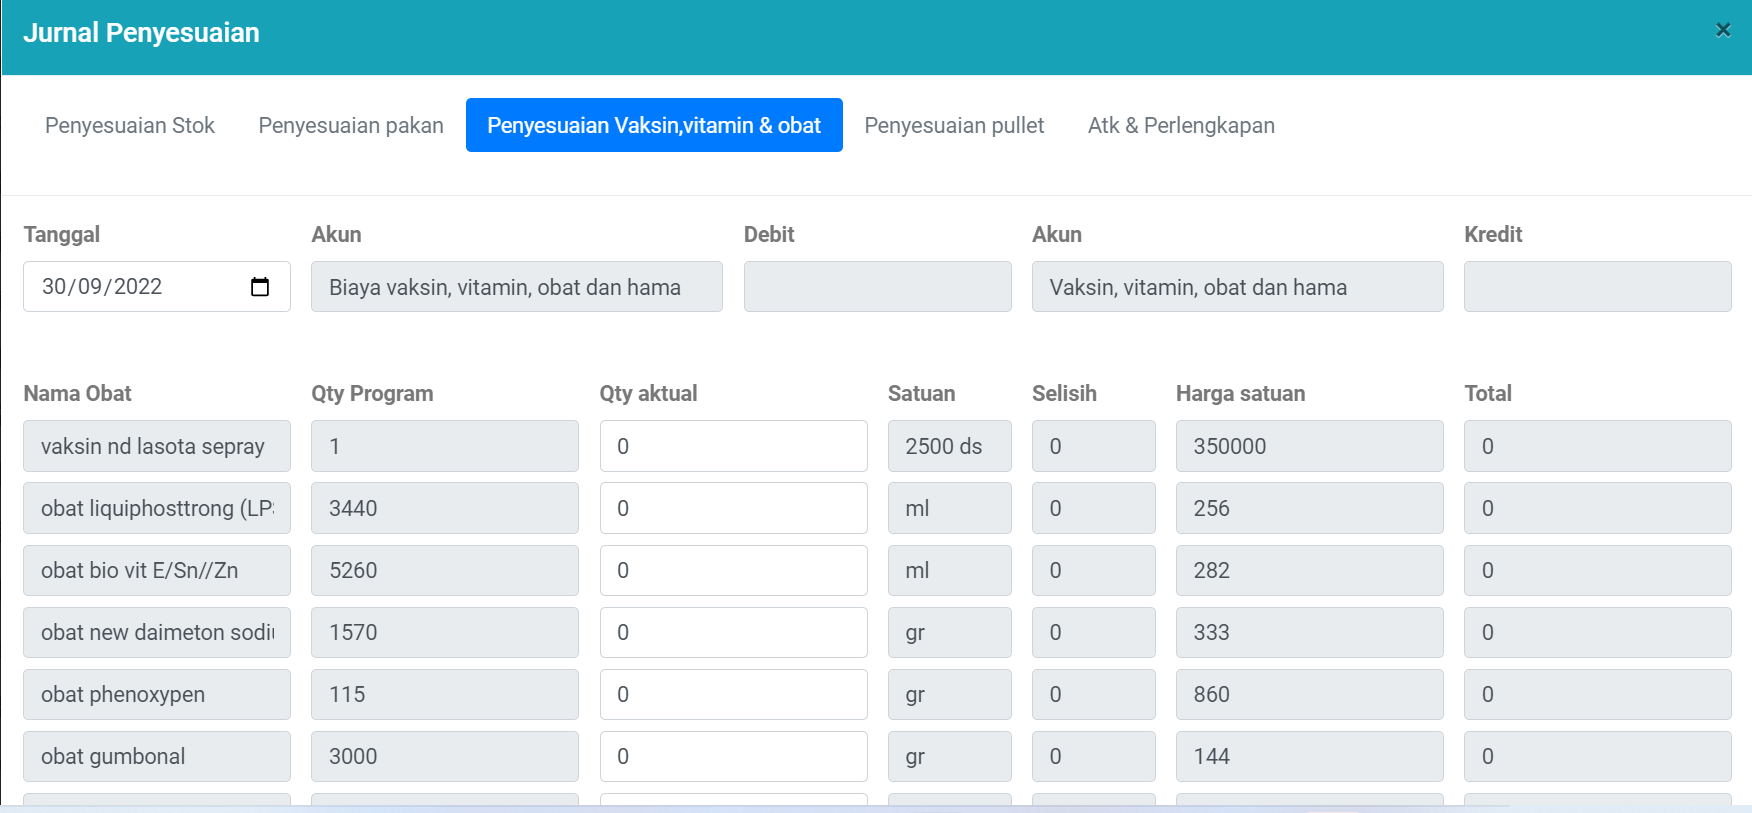 Jurnal Penyesuaian ×
Penyesuaian Stok Penyesuaian pakan Penyesuaian Vaksin,vitamin & obat Penyesuaian pullet Atk & Perlengkapan
Tanggal Akun Debit Akun Kredit
30/09/2022 Biaya vaksin, vitamin, obat dan hama Vaksin, vitamin, obat dan hama
Nama Obat Qty Program Qty aktual Satuan Selisih Harga satuan Total
vaksin nd lasota sepray 1 0 2500 ds 0 350000 0
obat liquiphosttrong (LP 3440 0 ml 0 256 0
obat bio vit E/Sn//Zn 5260 0 ml 0 282 0
obat new daimeton sodi 1570 0 gr 0 333 0
obat phenoxypen 115 0 gr 0 860 0
obat gumbonal 3000 0 gr 0 144 0